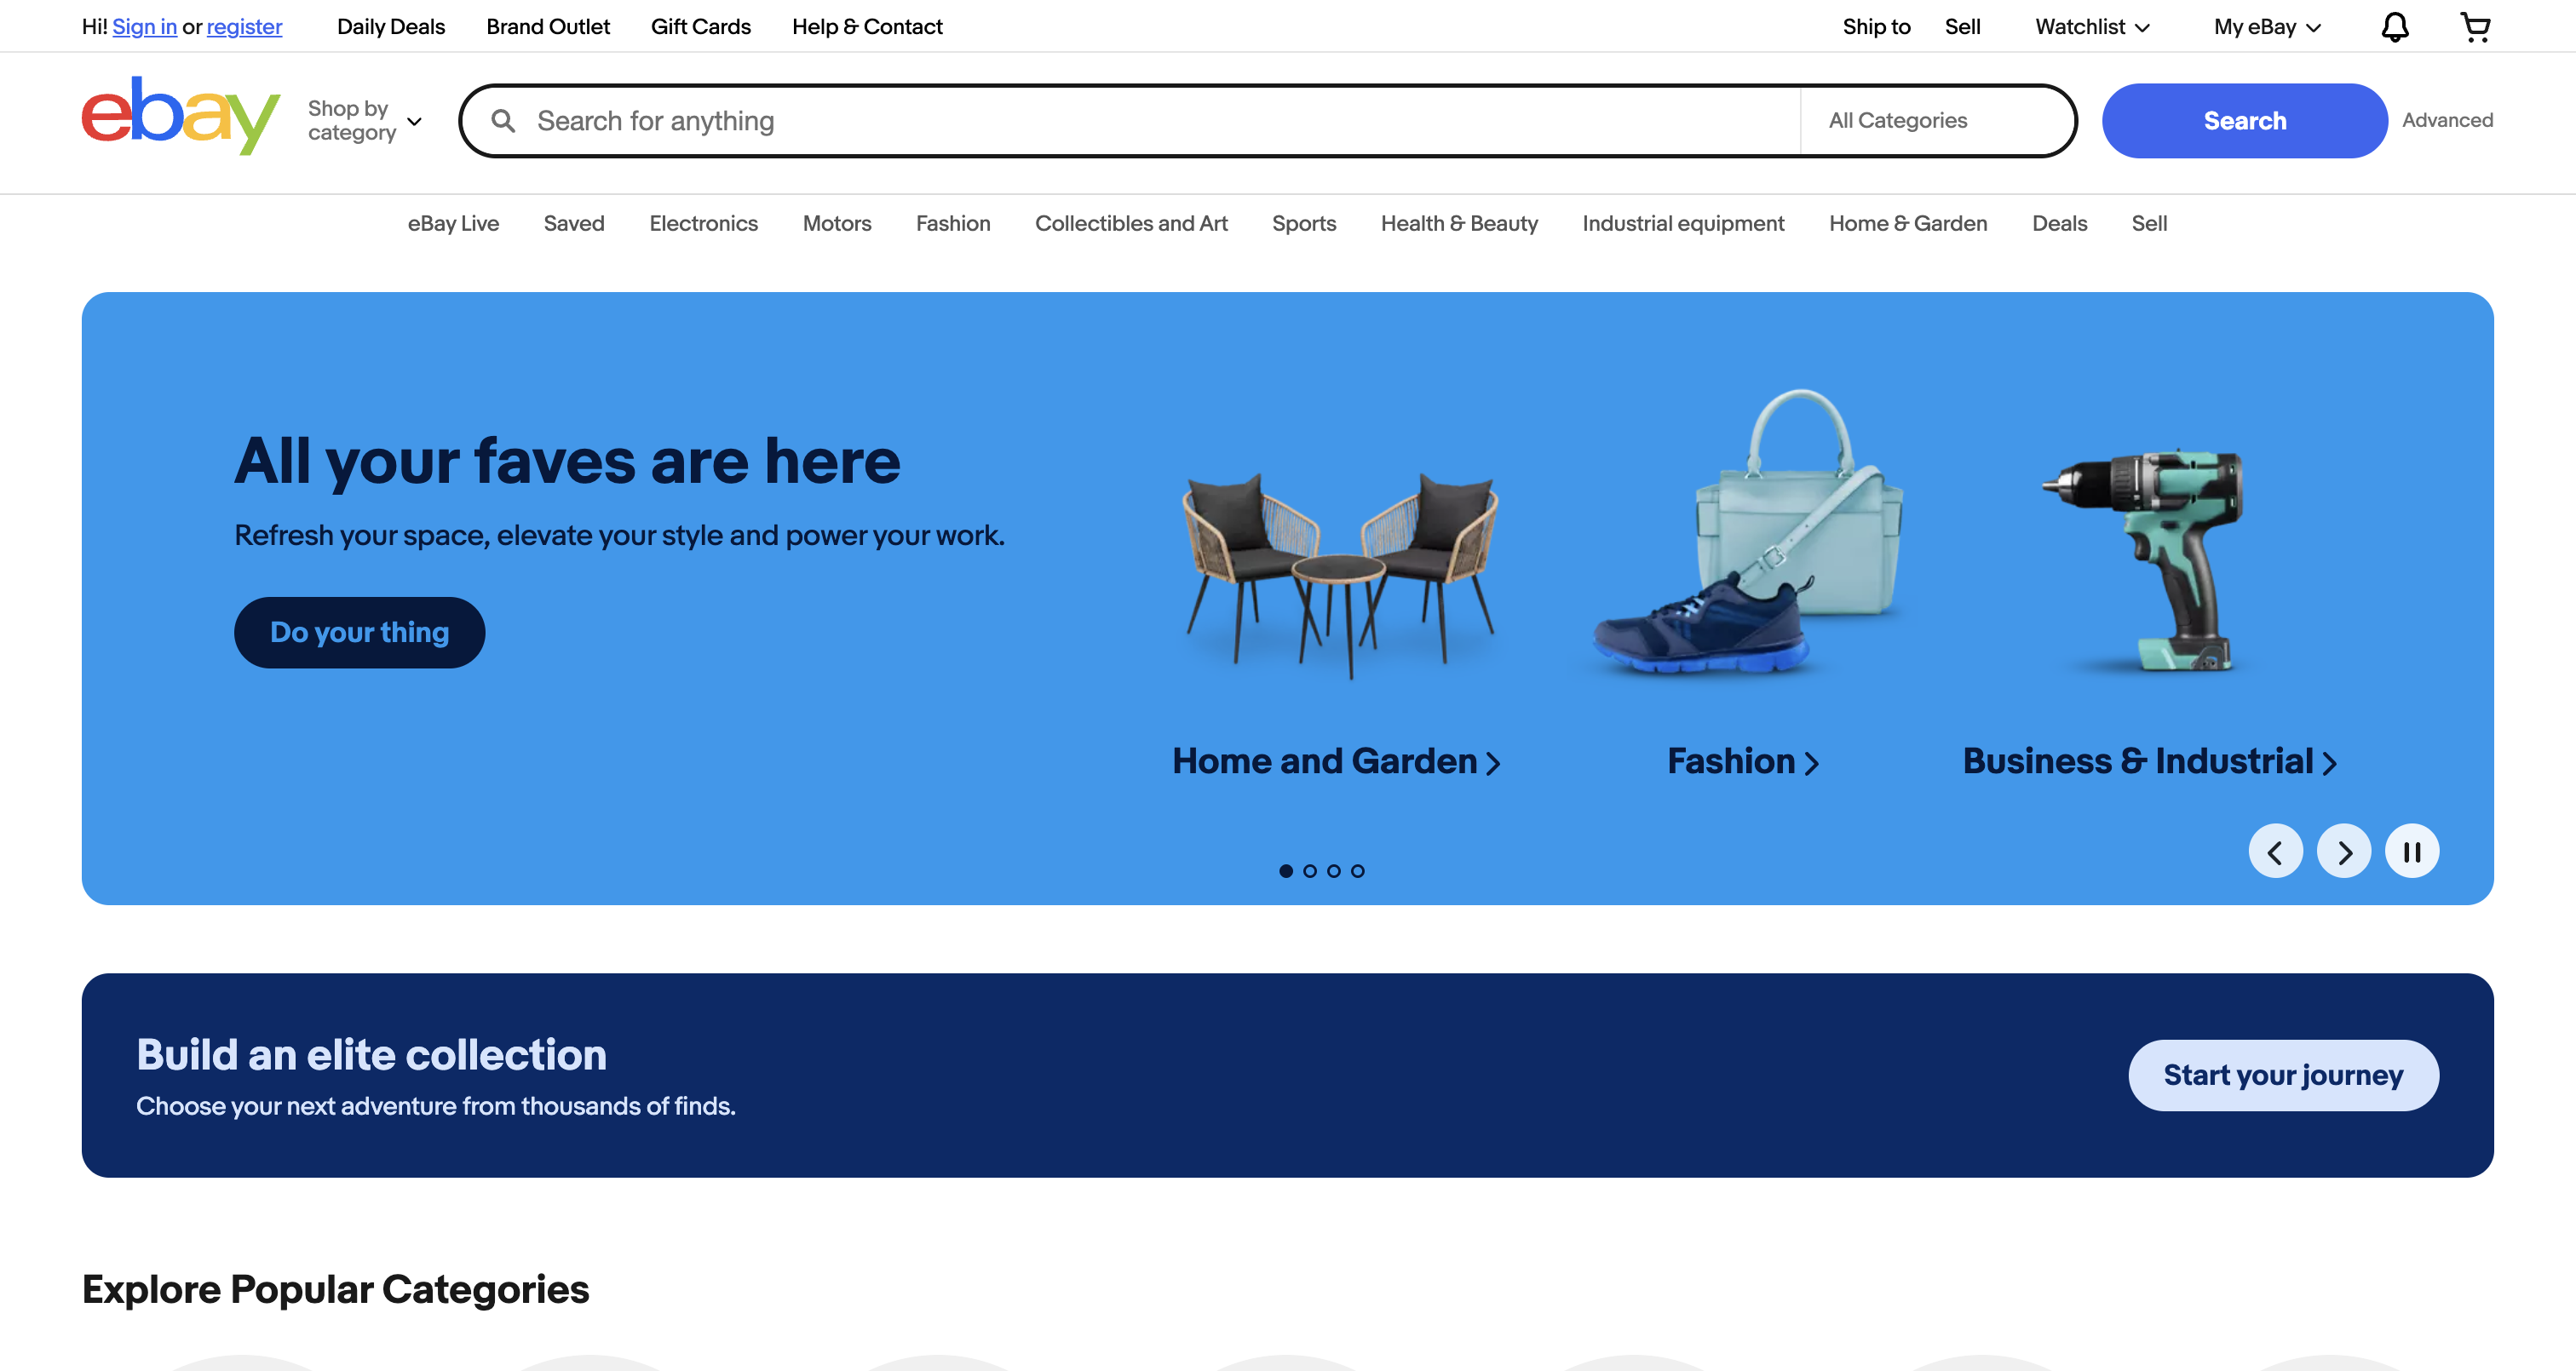 Hi! Sign in or register Daily Deals Brand Outlet Gift Cards Help & Contact Ship to Sell Watchlist My eBay
ebay
Shop by
category
Search for anything
All Categories
Search
Advanced
eBay Live Saved Electronics Motors Fashion Collectibles and Art Sports Health & Beauty Industrial equipment Home & Garden Deals Sell
All your faves are here
Refresh your space, elevate your style and power your work.
Do your thing
Home and Garden
Fashion
Business & Industrial
Build an elite collection
Choose your next adventure from thousands of finds.
Start your journey
Explore Popular Categories